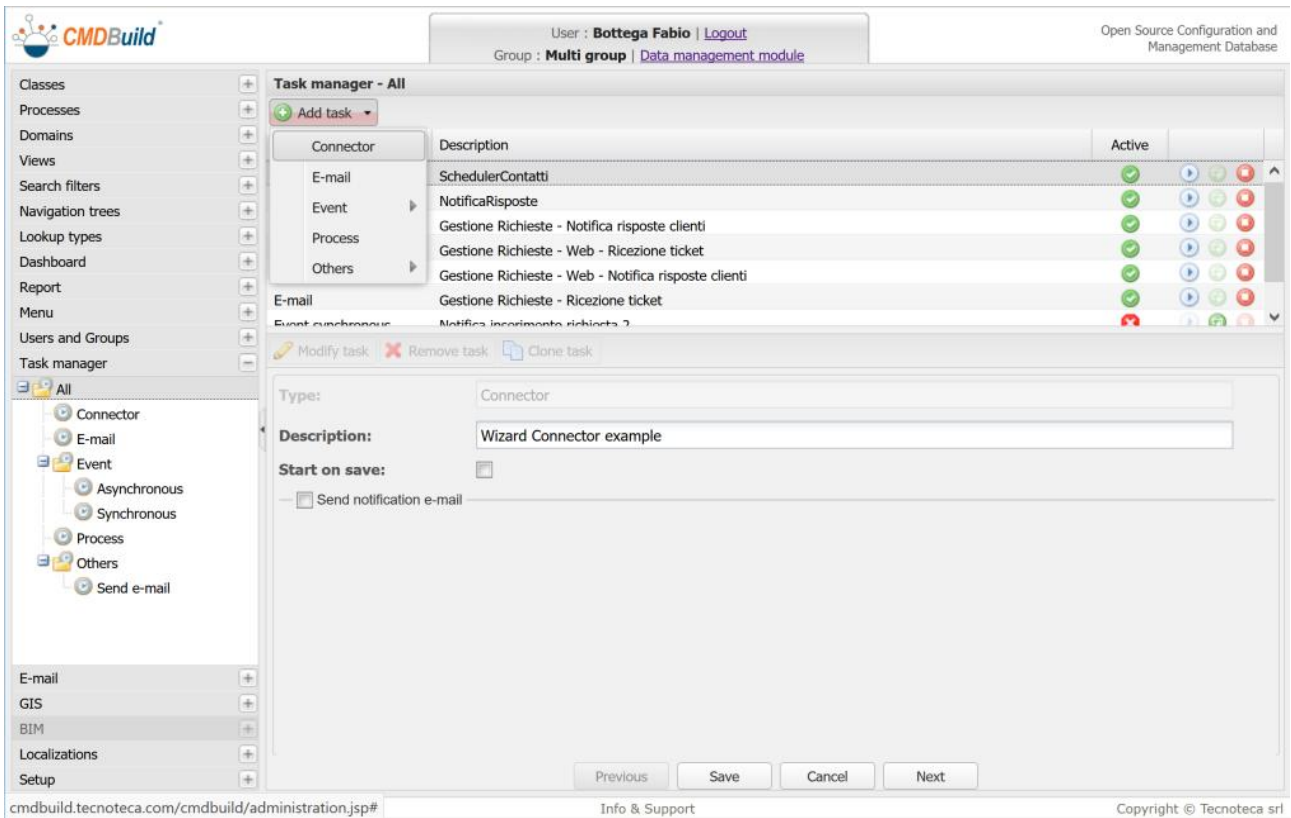 CMDBuild
User : Bottega Fabio | Logout
Group : Multi group | Data management module
Open Source Configuration and
Management Database
Classes
Processes
Domains
Views
Search filters
Navigation trees
Lookup types
Dashboard
Report
Menu
Users and Groups
Task manager
All
Connector
E-mail
Event
Asynchronous
Synchronous
Process
Others
Send e-mail
E-mail
GIS
BIM
Localizations
Setup
Task manager - All
Add task
Connector
E-mail
Event
Process
Others
Description Active
SchedulerContatti
NotificaRisposte
Gestione Richieste - Notifica risposte clienti
Gestione Richieste - Web - Ricezione ticket
Gestione Richieste - Web - Notifica risposte clienti
E-mail Gestione Richieste - Ricezione ticket
Event synchronous Notifica inserimento richiesta 2
Modify task Remove task Clone task
Type: Connector
Description: Wizard Connector example
Start on save:
Send notification e-mail
Previous Save Cancel Next
cmdbuild.tecnoteca.com/cmdbuild/administration.jsp# Info & Support Copyright © Tecnoteca srl